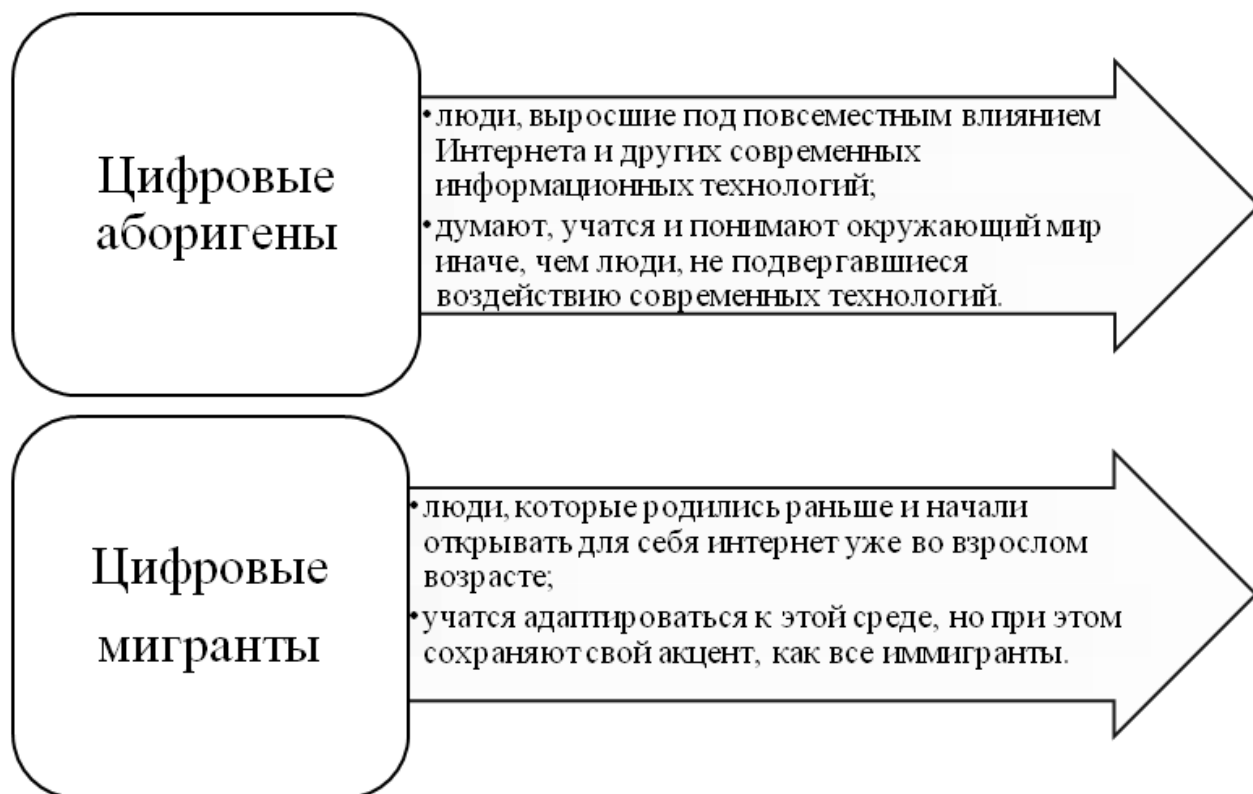 Цифровые
аборигены
•люди, выросшие под повсеместным влиянием
Интернета и других современных
информационных технологий;
•думают, учатся и понимают окружающий мир
иначе, чем люди, не подвергавшиеся
воздействию современных технологий.
Цифровые
мигранты
•люди, которые родились раньше и начали
открывать для себя интернет уже во взрослом
возрасте;
•учатся адаптироваться к этой среде, но при этом
сохраняют свой акцент, как все иммигранты.